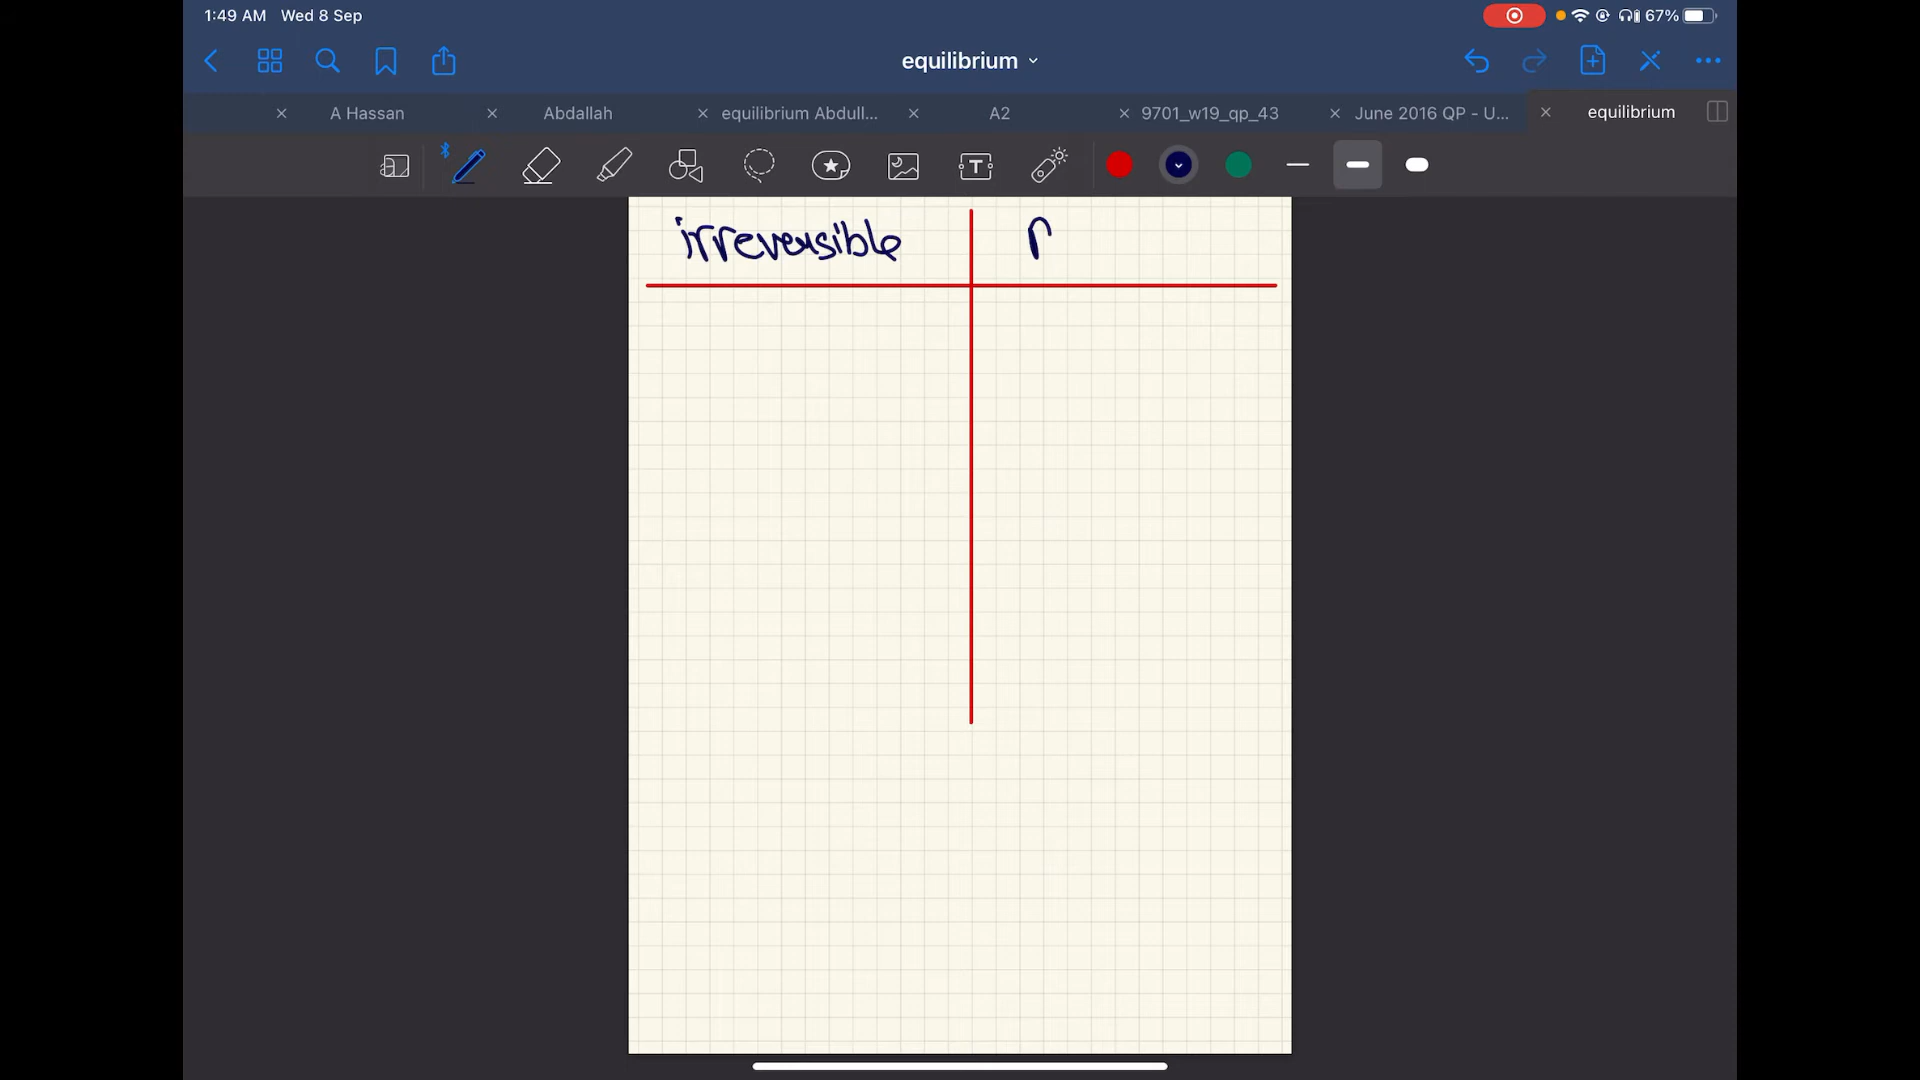 1:49 AM Wed 8 Sep 67%
equilibrium
A Hassan Abdallah equilibrium Abdull... A2 9701_w19_qp_43 June 2016 QP - U... equilibrium
irreversible r